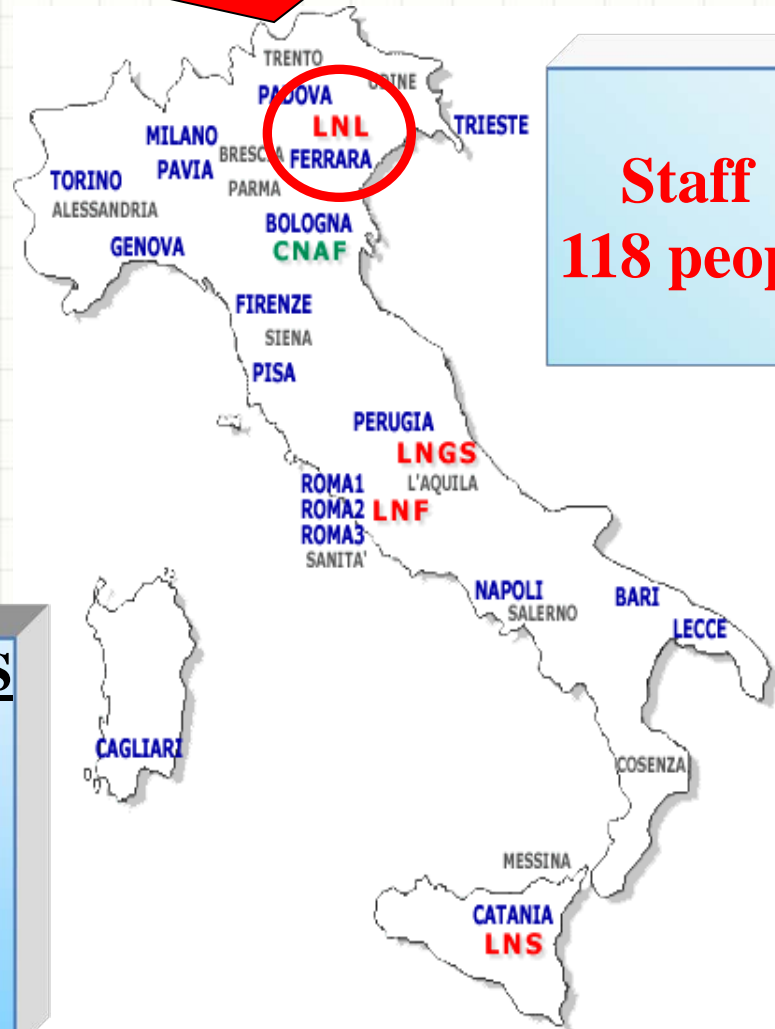 TRENTO
UDINE
PADOVA
LNL
TRIESTE
MILANO
BRESCIA
FERRARA
PAVIA
TORINO
PARMA
ALESSANDRIA
BOLOGNA
GENOVA
CNAF
FIRENZE
SIENA
PISA
PERUGIA
LNGS
ROMA1
L'AQUILA
ROMA2
LNF
ROMA3
SANITA'
NAPOLI
SALERNO
BARI
LECCE
CAGLIARI
COSENZA
MESSINA
CATANIA
LNS
Staff
118 peop
S